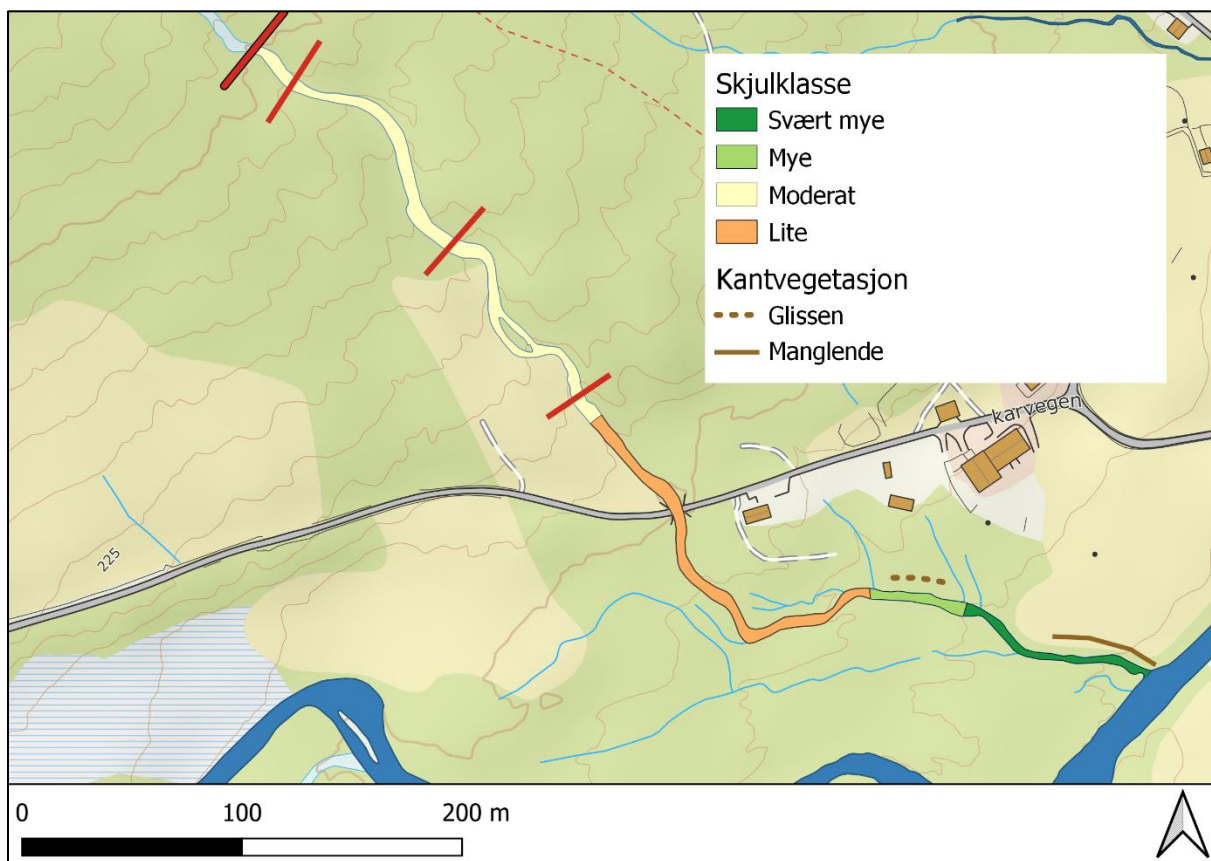 Skjulklasse
Svært mye
Mye
Moderat
Lite
Kantvegetasjon
Glissen
Manglende
karvegen
225
0 100 200 m